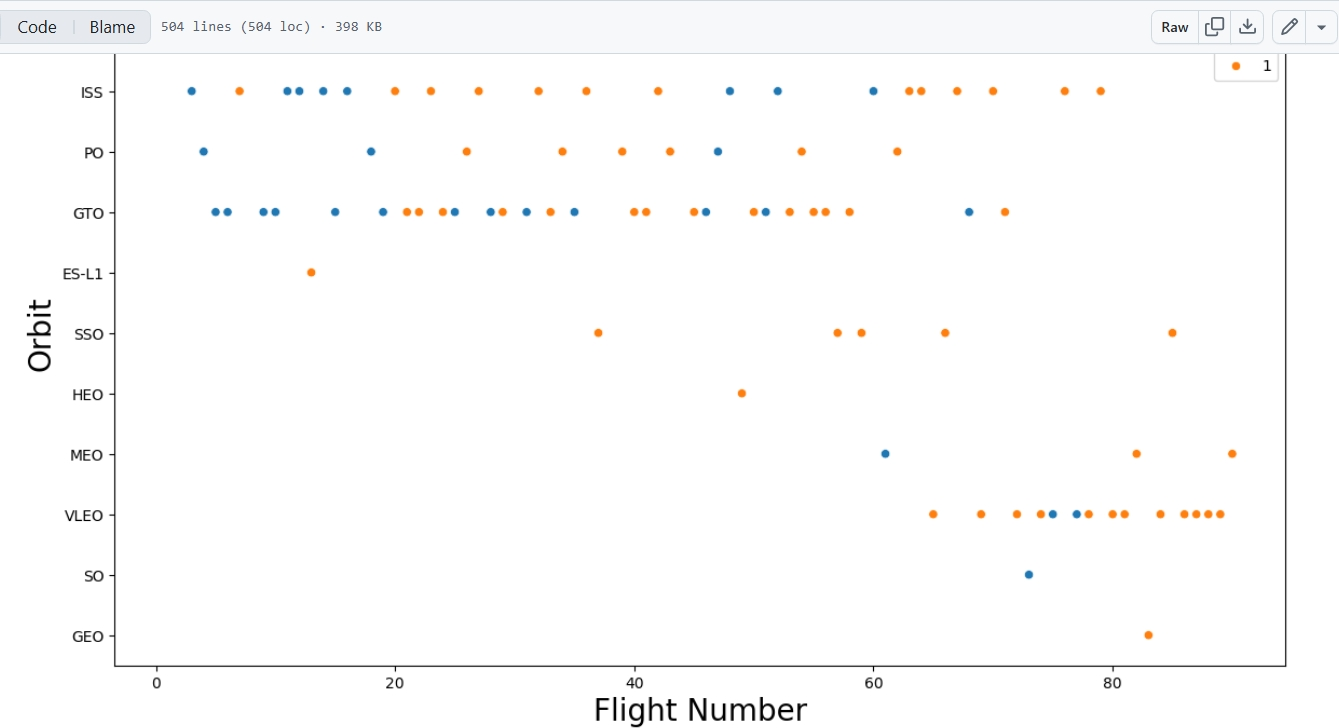 Code Blame 504 lines (504 loc) · 398 KB Raw
1
ISS
PO
GTO
ES-L1
SSO
HEO
MEO
VLEO
SO
GEO
Orbit
0 20 40 60 80
Flight Number